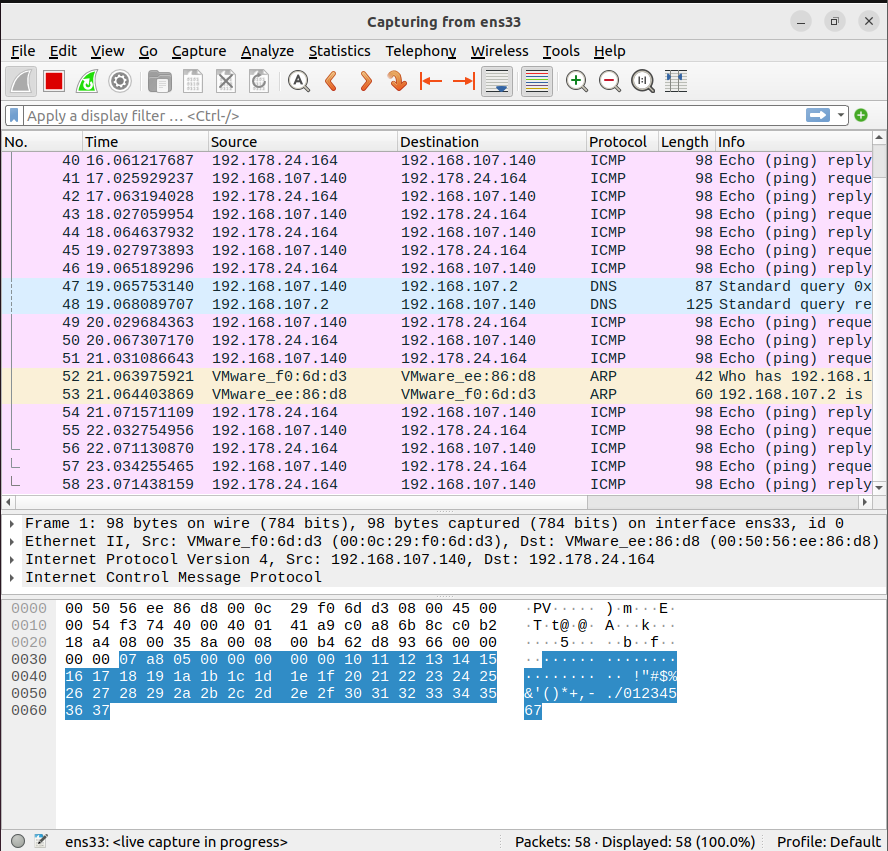 Capturing from ens33
File Edit View Go Capture Analyze Statistics Telephony Wireless Tools Help
Apply a display filter … <Ctrl-/>
No. Time Source Destination Protocol Length Info
40 16.061217687 192.178.24.164 192.168.107.140 ICMP 98 Echo (ping) reply
41 17.025929237 192.168.107.140 192.178.24.164 ICMP 98 Echo (ping) reque
42 17.063194028 192.178.24.164 192.168.107.140 ICMP 98 Echo (ping) reply
43 18.027059954 192.168.107.140 192.178.24.164 ICMP 98 Echo (ping) reque
44 18.064637932 192.178.24.164 192.168.107.140 ICMP 98 Echo (ping) reply
45 19.027973893 192.168.107.140 192.178.24.164 ICMP 98 Echo (ping) reque
46 19.065189296 192.178.24.164 192.168.107.140 ICMP 98 Echo (ping) reply
47 19.065753140 192.168.107.140 192.168.107.2 DNS 87 Standard query 0x
48 19.068089707 192.168.107.2 192.168.107.140 DNS 125 Standard query re
49 20.029684363 192.168.107.140 192.178.24.164 ICMP 98 Echo (ping) reque
50 20.067307170 192.178.24.164 192.168.107.140 ICMP 98 Echo (ping) reply
51 21.031086643 192.168.107.140 192.178.24.164 ICMP 98 Echo (ping) reque
52 21.063975921 VMware_f0:6d:d3 VMware_ee:86:d8 ARP 42 Who has 192.168.1
53 21.064403869 VMware_ee:86:d8 VMware_f0:6d:d3 ARP 60 192.168.107.2 is
54 21.071571109 192.178.24.164 192.168.107.140 ICMP 98 Echo (ping) reply
55 22.032754956 192.168.107.140 192.178.24.164 ICMP 98 Echo (ping) reque
56 22.071130870 192.178.24.164 192.168.107.140 ICMP 98 Echo (ping) reply
57 23.034255465 192.168.107.140 192.178.24.164 ICMP 98 Echo (ping) reque
58 23.071438159 192.178.24.164 192.168.107.140 ICMP 98 Echo (ping) reply
Frame 1: 98 bytes on wire (784 bits), 98 bytes captured (784 bits) on interface ens33, id 0
Ethernet II, Src: VMware_f0:6d:d3 (00:0c:29:f0:6d:d3), Dst: VMware_ee:86:d8 (00:50:56:ee:86:d8)
Internet Protocol Version 4, Src: 192.168.107.140, Dst: 192.178.24.164
Internet Control Message Protocol
0000 00 50 56 ee 86 d8 00 0c 29 f0 6d d3 08 00 45 00 ·PV····· )·m···E·
0010 00 54 f3 74 40 00 40 01 41 a9 c0 a8 6b 8c c0 b2 ·T·t@·@· A···k···
0020 18 a4 08 00 35 8a 00 08 00 b4 62 d8 93 66 00 00 ····5··· ··b··f··
0030 00 00 07 a8 05 00 00 00 00 00 10 11 12 13 14 15 ········ ········
0040 16 17 18 19 1a 1b 1c 1d 1e 1f 20 21 22 23 24 25 ········ ·· !"#$%
0050 26 27 28 29 2a 2b 2c 2d 2e 2f 30 31 32 33 34 35 &'()*+,- ./012345
0060 36 37 67
ens33: <live capture in progress> Packets: 58 · Displayed: 58 (100.0%) Profile: Default